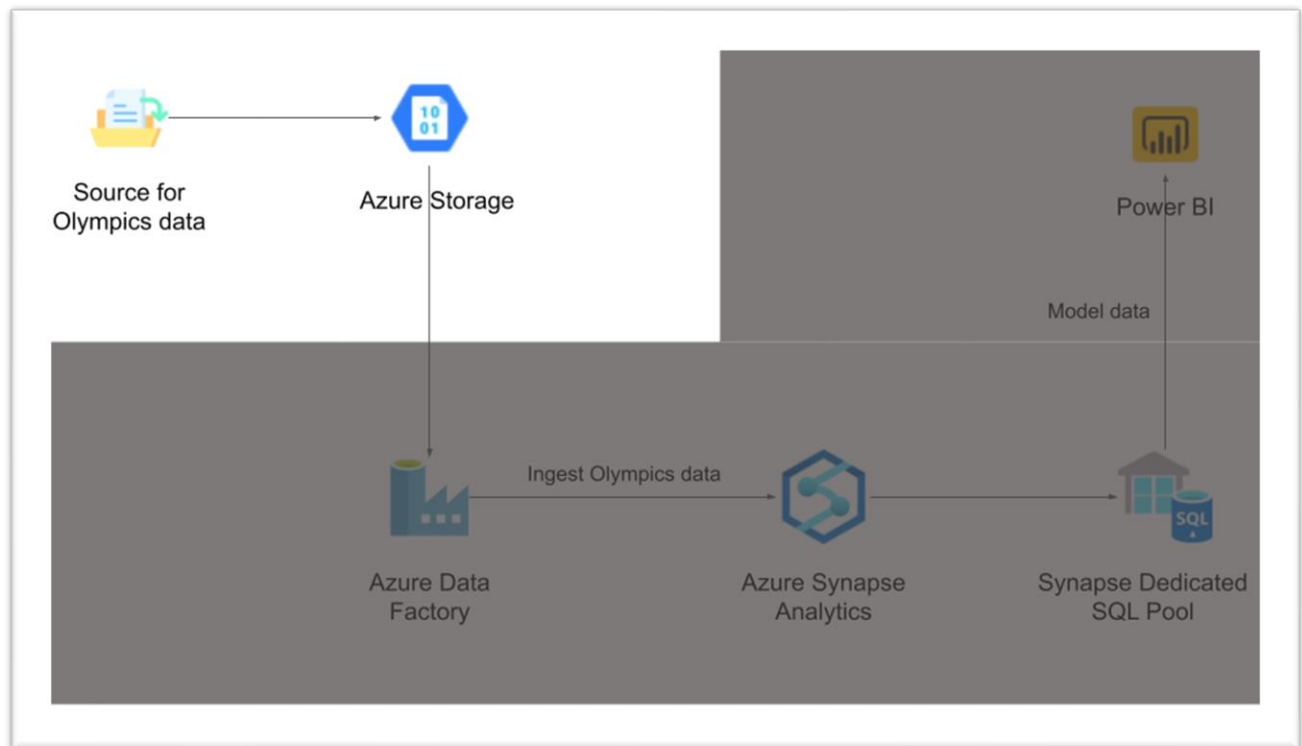 10
01
Source for
Olympics data
Azure Storage
Power BI
Model data
Ingest Olympics data
SQL
Azure Data
Factory
Azure Synapse
Analytics
Synapse Dedicated
SQL Pool